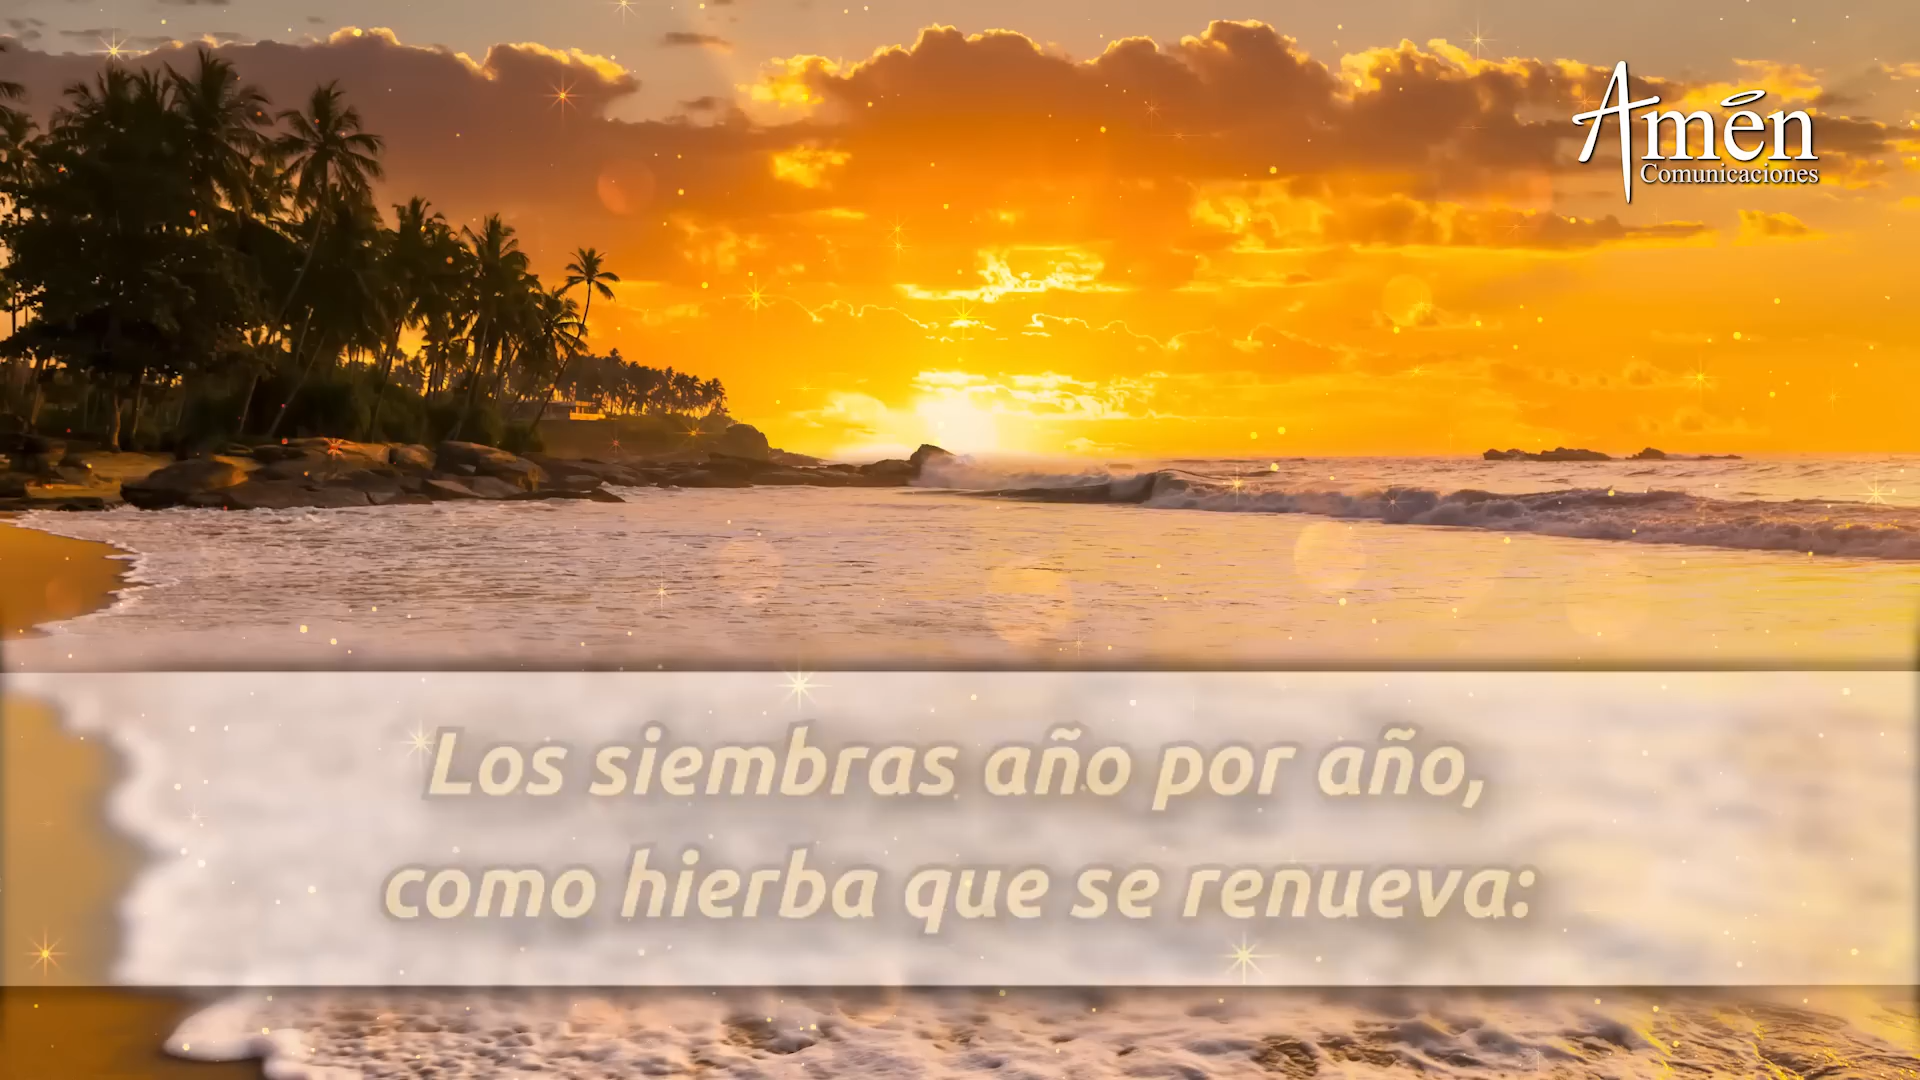 Amén
Comunicaciones
Los siembras año por año,
como hierba que se renueva: